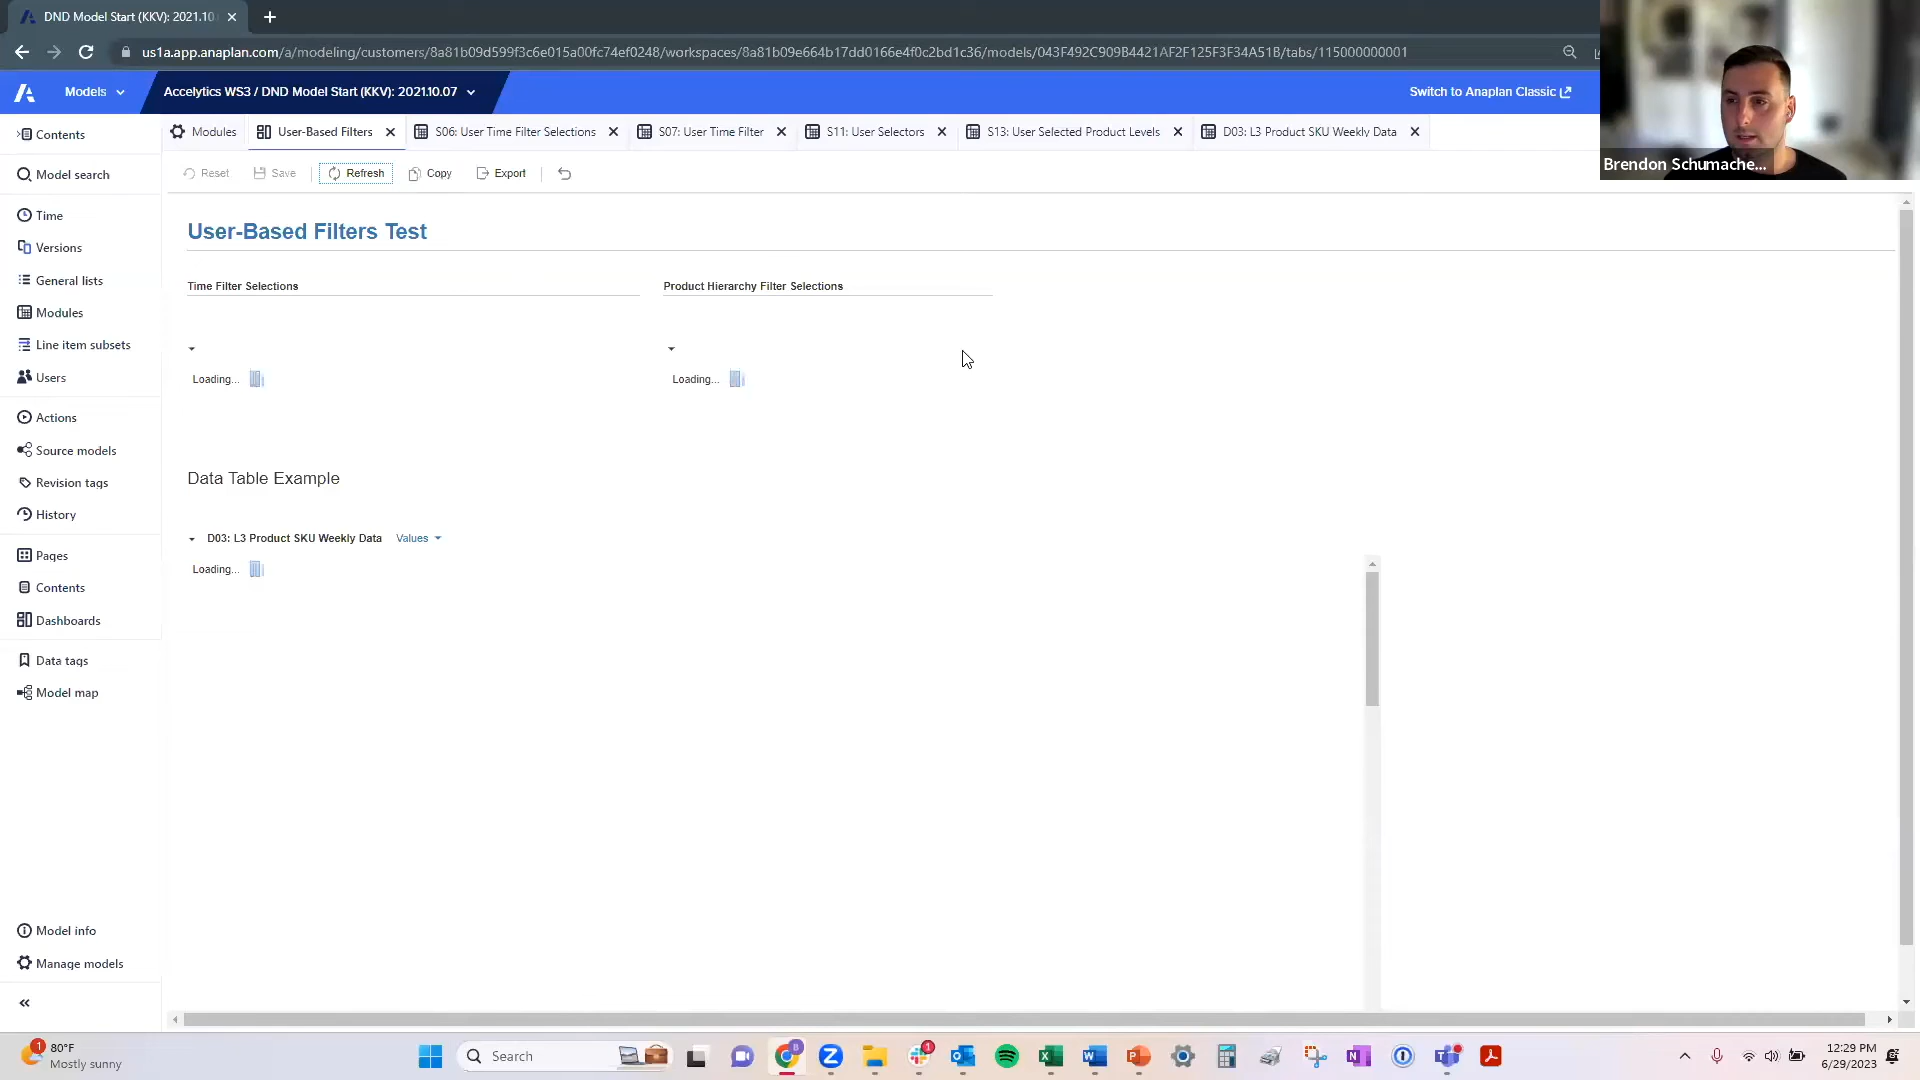 DND Model Start (KKV): 2021.10
us1a.app.anaplan.com/a/modeling/customers/8a81b09d599f3c6e015a00fc74ef0248/workspaces/8a81b09e664b17dd0166e4f0c2bd1c36/models/043F492C909B4421AF2F125F3F34A51B/tabs/115000000001
Models
Accelytics WS3 / DND Model Start (KKV): 2021.10.07
Switch to Anaplan Classic
Brendon Schumache...
Contents
Modules
User-Based Filters
S06: User Time Filter Selections
S07: User Time Filter
S11: User Selectors
S13: User Selected Product Levels
D03: L3 Product SKU Weekly Data
Model search
Reset
Save
Refresh
Copy
Export
Time
Versions
General lists
Modules
Line item subsets
Users
Actions
Source models
Revision tags
History
Pages
Contents
Dashboards
Data tags
Model map
Model info
Manage models
User-Based Filters Test
Time Filter Selections
Product Hierarchy Filter Selections
Loading...
Loading...
Data Table Example
D03: L3 Product SKU Weekly Data
Values
Loading...
1
80°F
Mostly sunny
Search
B
1
12:29 PM
6/29/2023